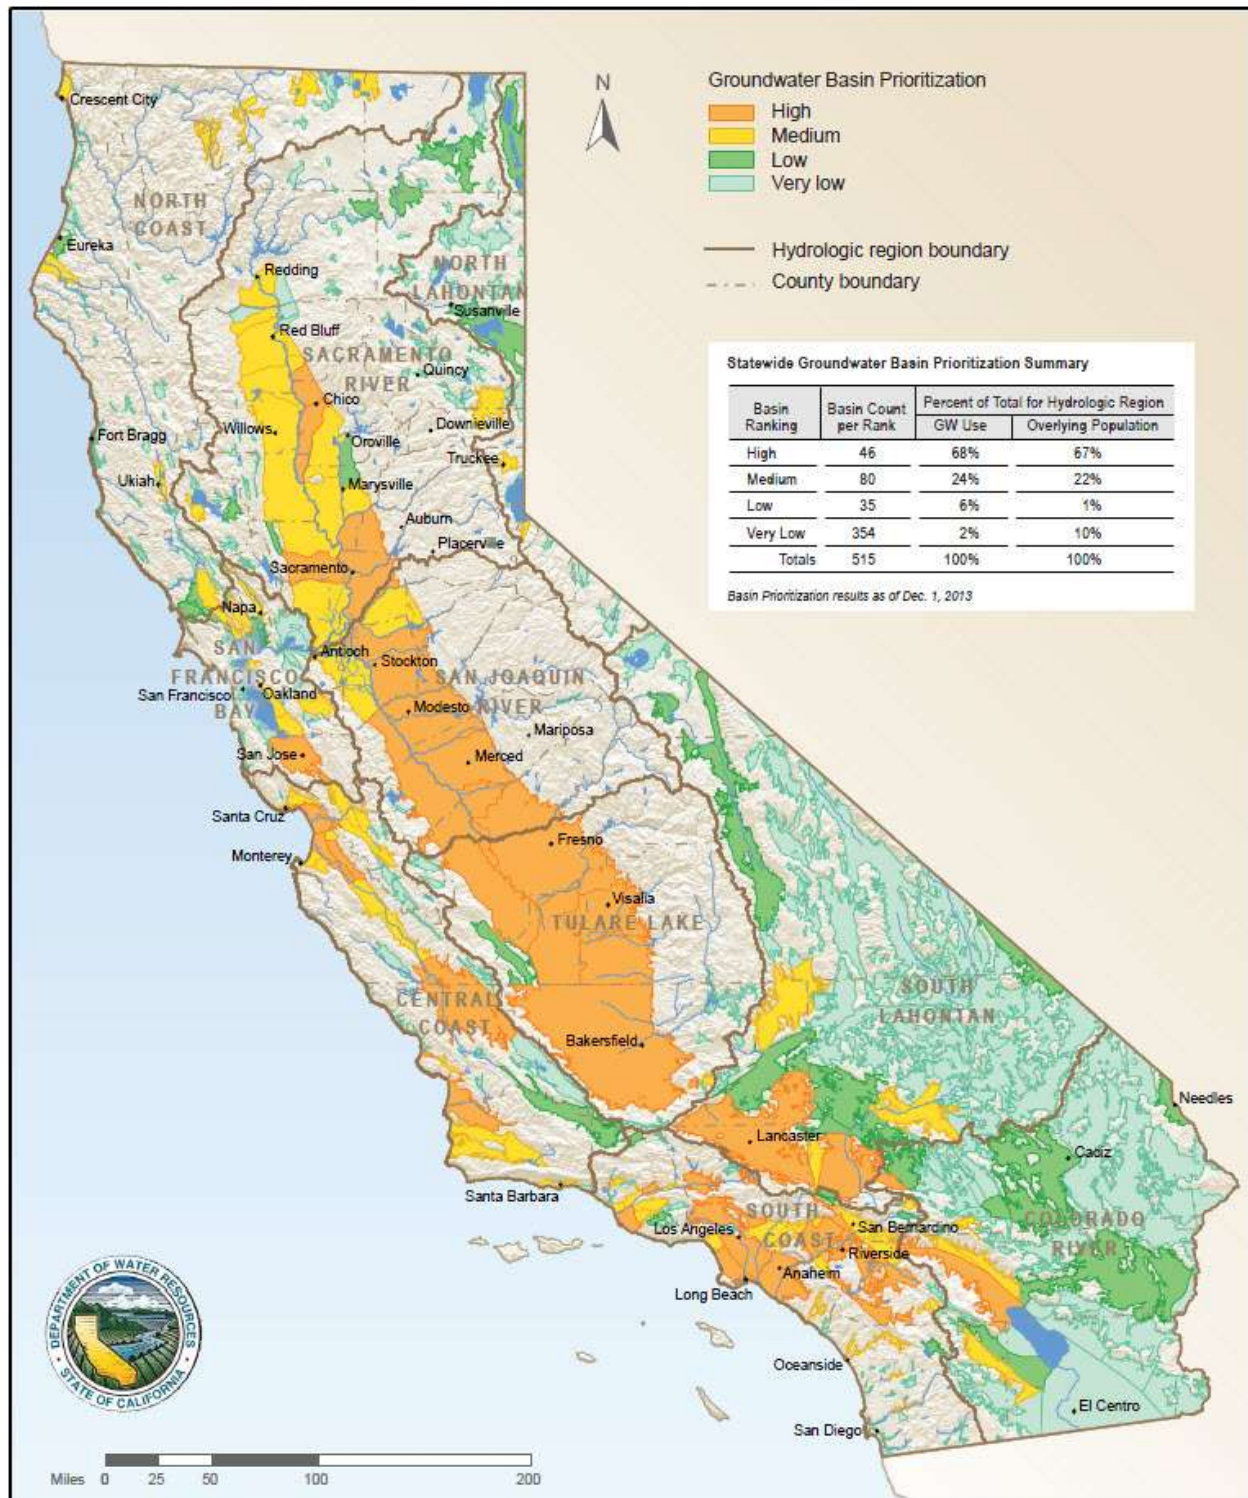 N
Groundwater Basin Prioritization
High
Medium
Low
Very low
Hydrologic region boundary
County boundary
Statewide Groundwater Basin Prioritization Summary
Basin Ranking | Basin Count per Rank | Percent of Total for Hydrologic Region
GW Use | Overlying Population
High 46 68% 67%
Medium 80 24% 22%
Low 35 6% 1%
Very Low 354 2% 10%
Totals 515 100% 100%
Basin Prioritization results as of Dec. 1, 2013
Crescent City
NORTH
COAST
Eureka
Redding
NORTH
LAHONTAN
Susanville
Red Bluff
SACRAMENTO
RIVER
Quincy
Chico
Willows
Oroville
Downieville
Fort Bragg
Truckee
Ukiah
Marysville
Auburn
Placerville
Sacramento
Napa
SAN
FRANCISCO
BAY
Antioch
Stockton
SAN JOAQUIN
RIVER
San Francisco
Oakland
Modesto
Mariposa
San Jose
Merced
Santa Cruz
Fresno
Monterey
Visalia
TULARE LAKE
SOUTH
LAHONTAN
CENTRAL
COAST
Bakersfield
Needles
Lancaster
Cadiz
Santa Barbara
SOUTH
COAST
Los Angeles
San Bernardino
COLORADO
RIVER
Riverside
Anaheim
Long Beach
Oceanside
El Centro
San Diego
DEPARTMENT OF WATER RESOURCES
STATE OF CALIFORNIA
Miles 0 25 50 100 200